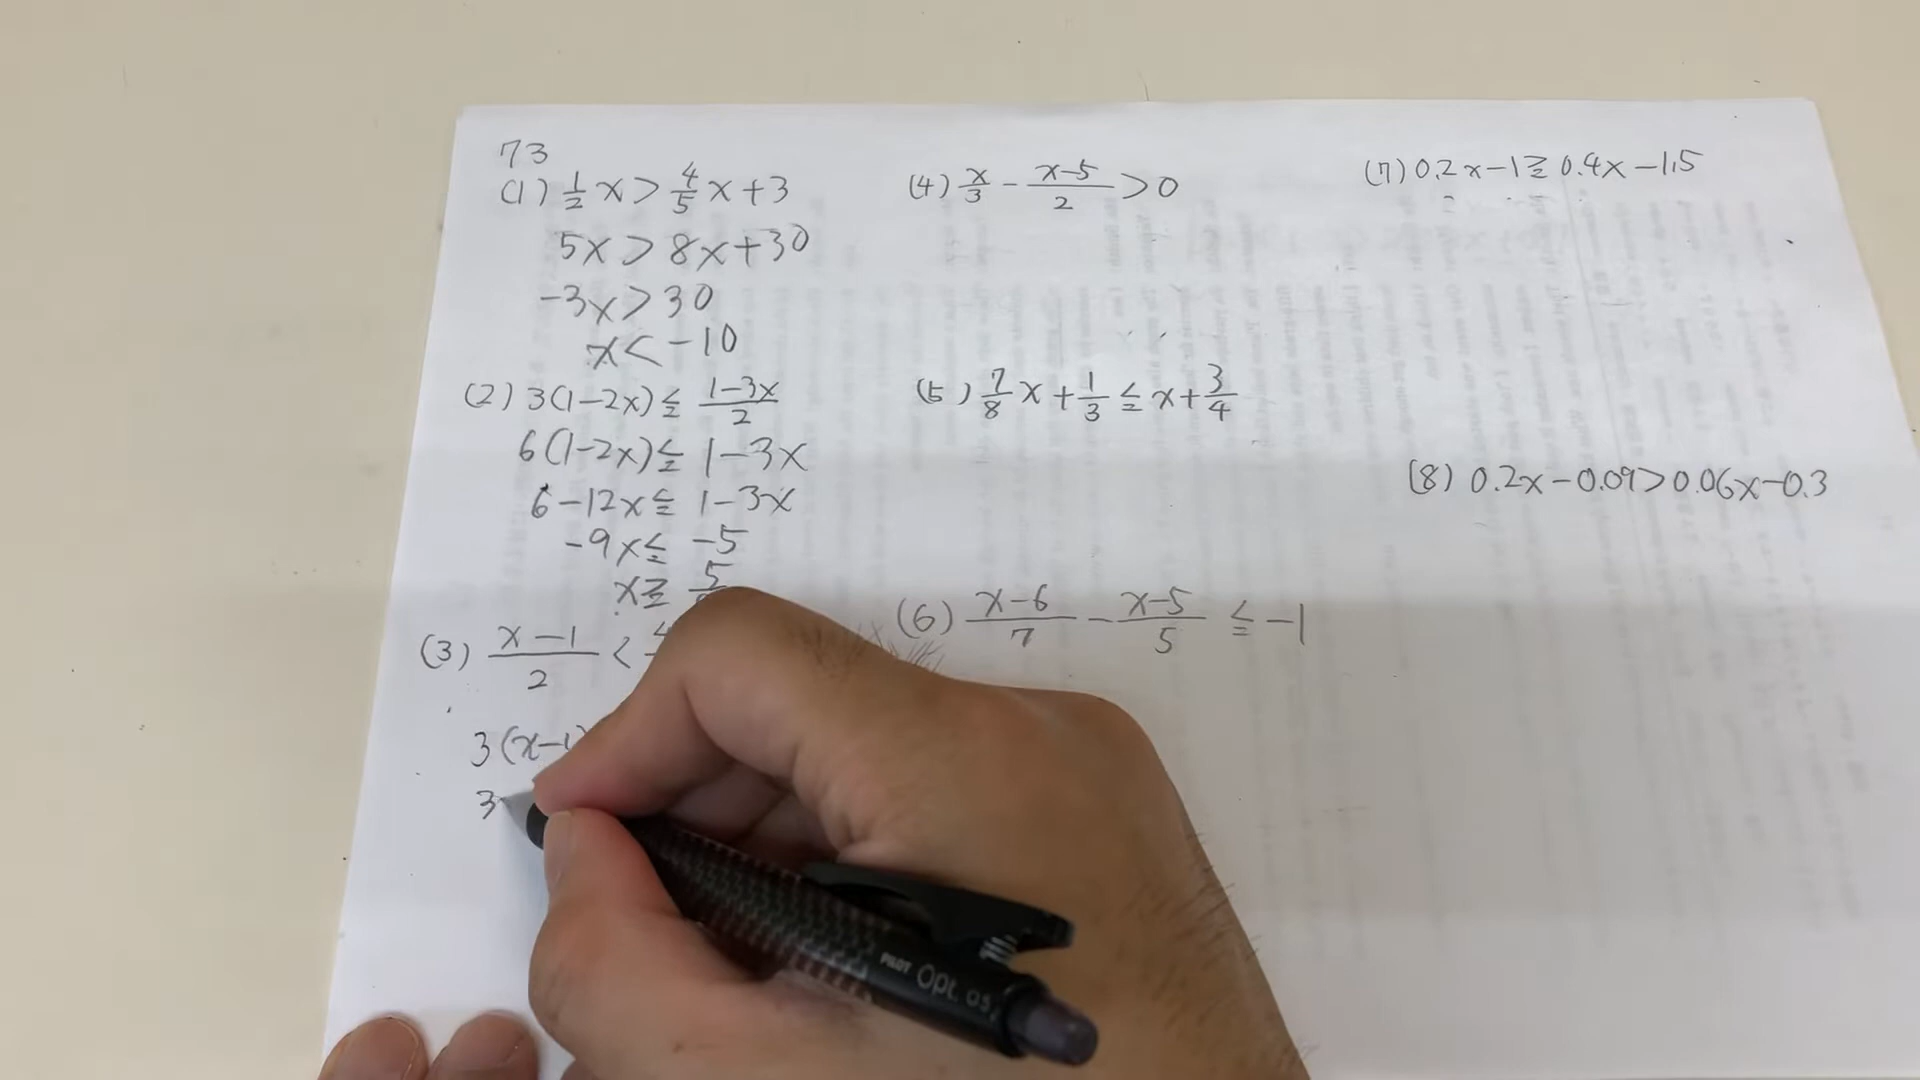 73
(1) 1/2 x > 4/5 x + 3
5x > 8x + 30
-3x > 30
x < -10
(2) 3(1-2x) ≦ (1-3x)/2
6(1-2x) ≦ 1-3x
6-12x ≦ 1-3x
-9x ≦ -5
x ≧ 5
(3) (x-1)/2 <
3(x-1)
3
(4) x/3 - (x-5)/2 > 0
(5) 7/8 x + 1/3 ≦ x + 3/4
(6) (x-6)/7 - (x-5)/5 ≦ -1
(7) 0.2x-1 ≧ 0.4x-1.5
(8) 0.2x-0.09 > 0.06x-0.3
PILOT Opt.